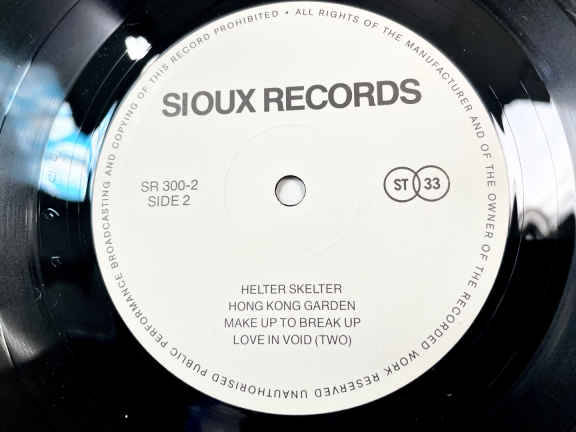 ALL RIGHTS OF THE MANUFACTURER AND OF THE OWNER OF THE RECORDED WORK RESERVED UNAUTHORISED PUBLIC PERFORMANCE BROADCASTING AND COPYING OF THIS RECORD PROHIBITED •
SIOUX RECORDS
SR 300-2
SIDE 2
ST 33
HELTER SKELTER
HONG KONG GARDEN
MAKE UP TO BREAK UP
LOVE IN VOID (TWO)